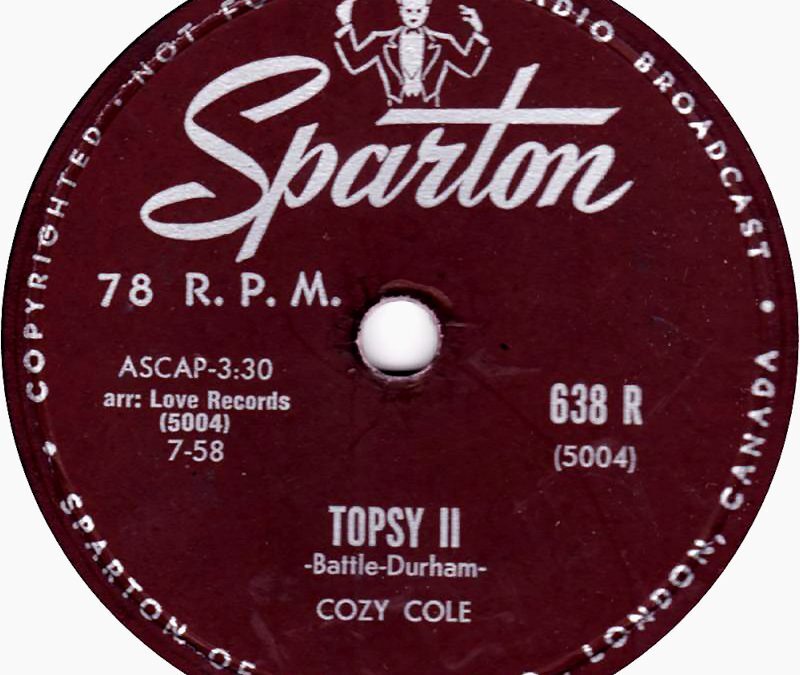 COPYRIGHTED . NOT F
RADIO BROADCAST •
Sparton
78 R. P. M.
ASCAP-3:30
arr: Love Records
(5004)
7-58
638 R
(5004)
TOPSY II
-Battle-Durham-
COZY COLE
• SPARTON OF
LONDON, CANADA